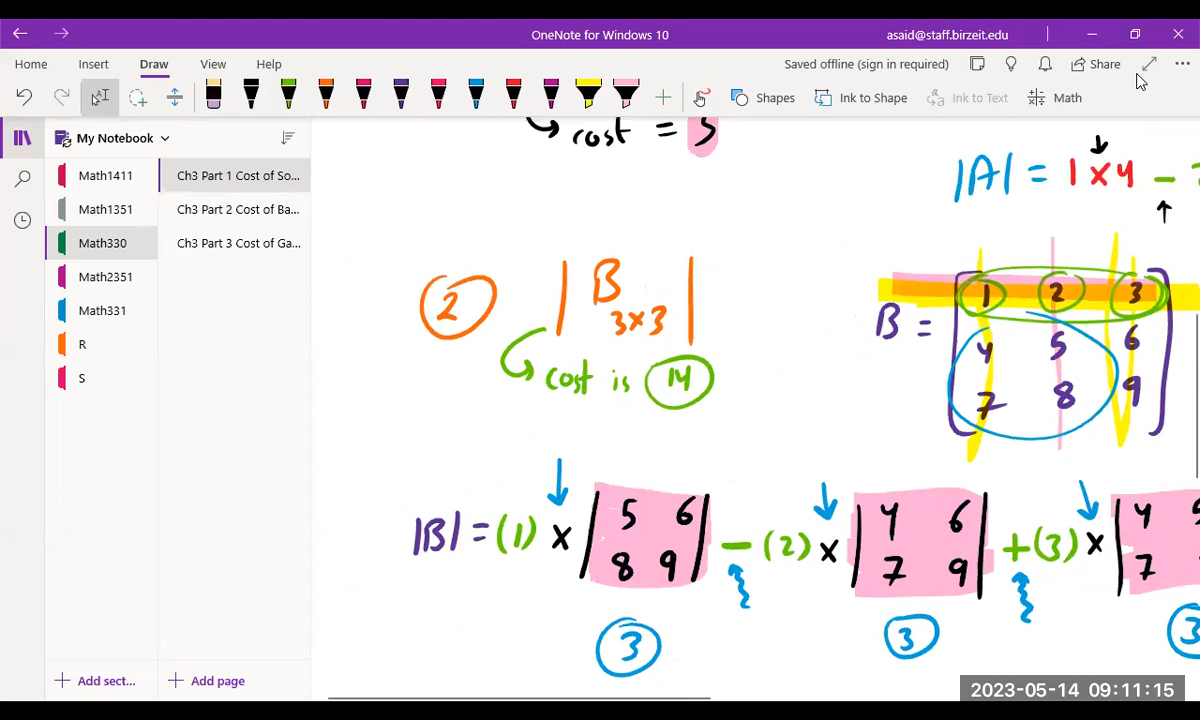 OneNote for Windows 10
asaid@staff.birzeit.edu
Home Insert Draw View Help
Saved offline (sign in required)
Share
Shapes
Ink to Shape
Ink to Text
Math
My Notebook
Math1411
Math1351
Math330
Math2351
Math331
R
S
Ch3 Part 1 Cost of So...
Ch3 Part 2 Cost of Ba...
Ch3 Part 3 Cost of Ga...
Add sect...
Add page
cost = 3
|A| = 1 x 4 -
2 | B 3x3 |
cost is 14
B = [ 1 2 3
4 5 6
7 8 9 ]
|B| = (1) x | 5 6 | - (2) x | 4 6 | + (3) x | 4
8 9 7 9 7
3 3 3
2023-05-14 09:11:15